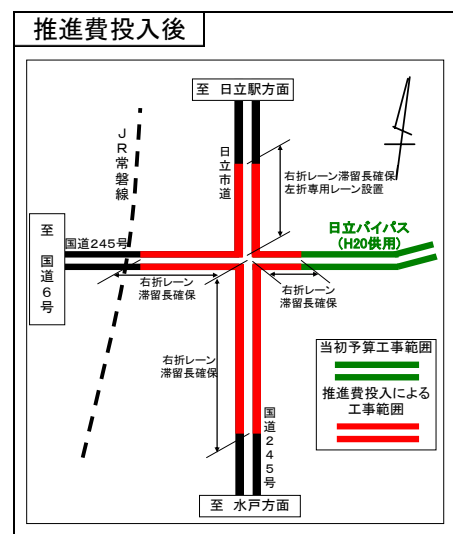 推進費投入後
至 日立駅方面
JR常磐線
日立市道
右折レーン滞留長確保
左折専用レーン設置
日立バイパス
(H20供用)
至 国道6号
国道245号
右折レーン
滞留長確保
右折レーン
滞留長確保
右折レーン
滞留長確保
当初予算工事範囲
推進費投入による
工事範囲
国道245号
至 水戸方面